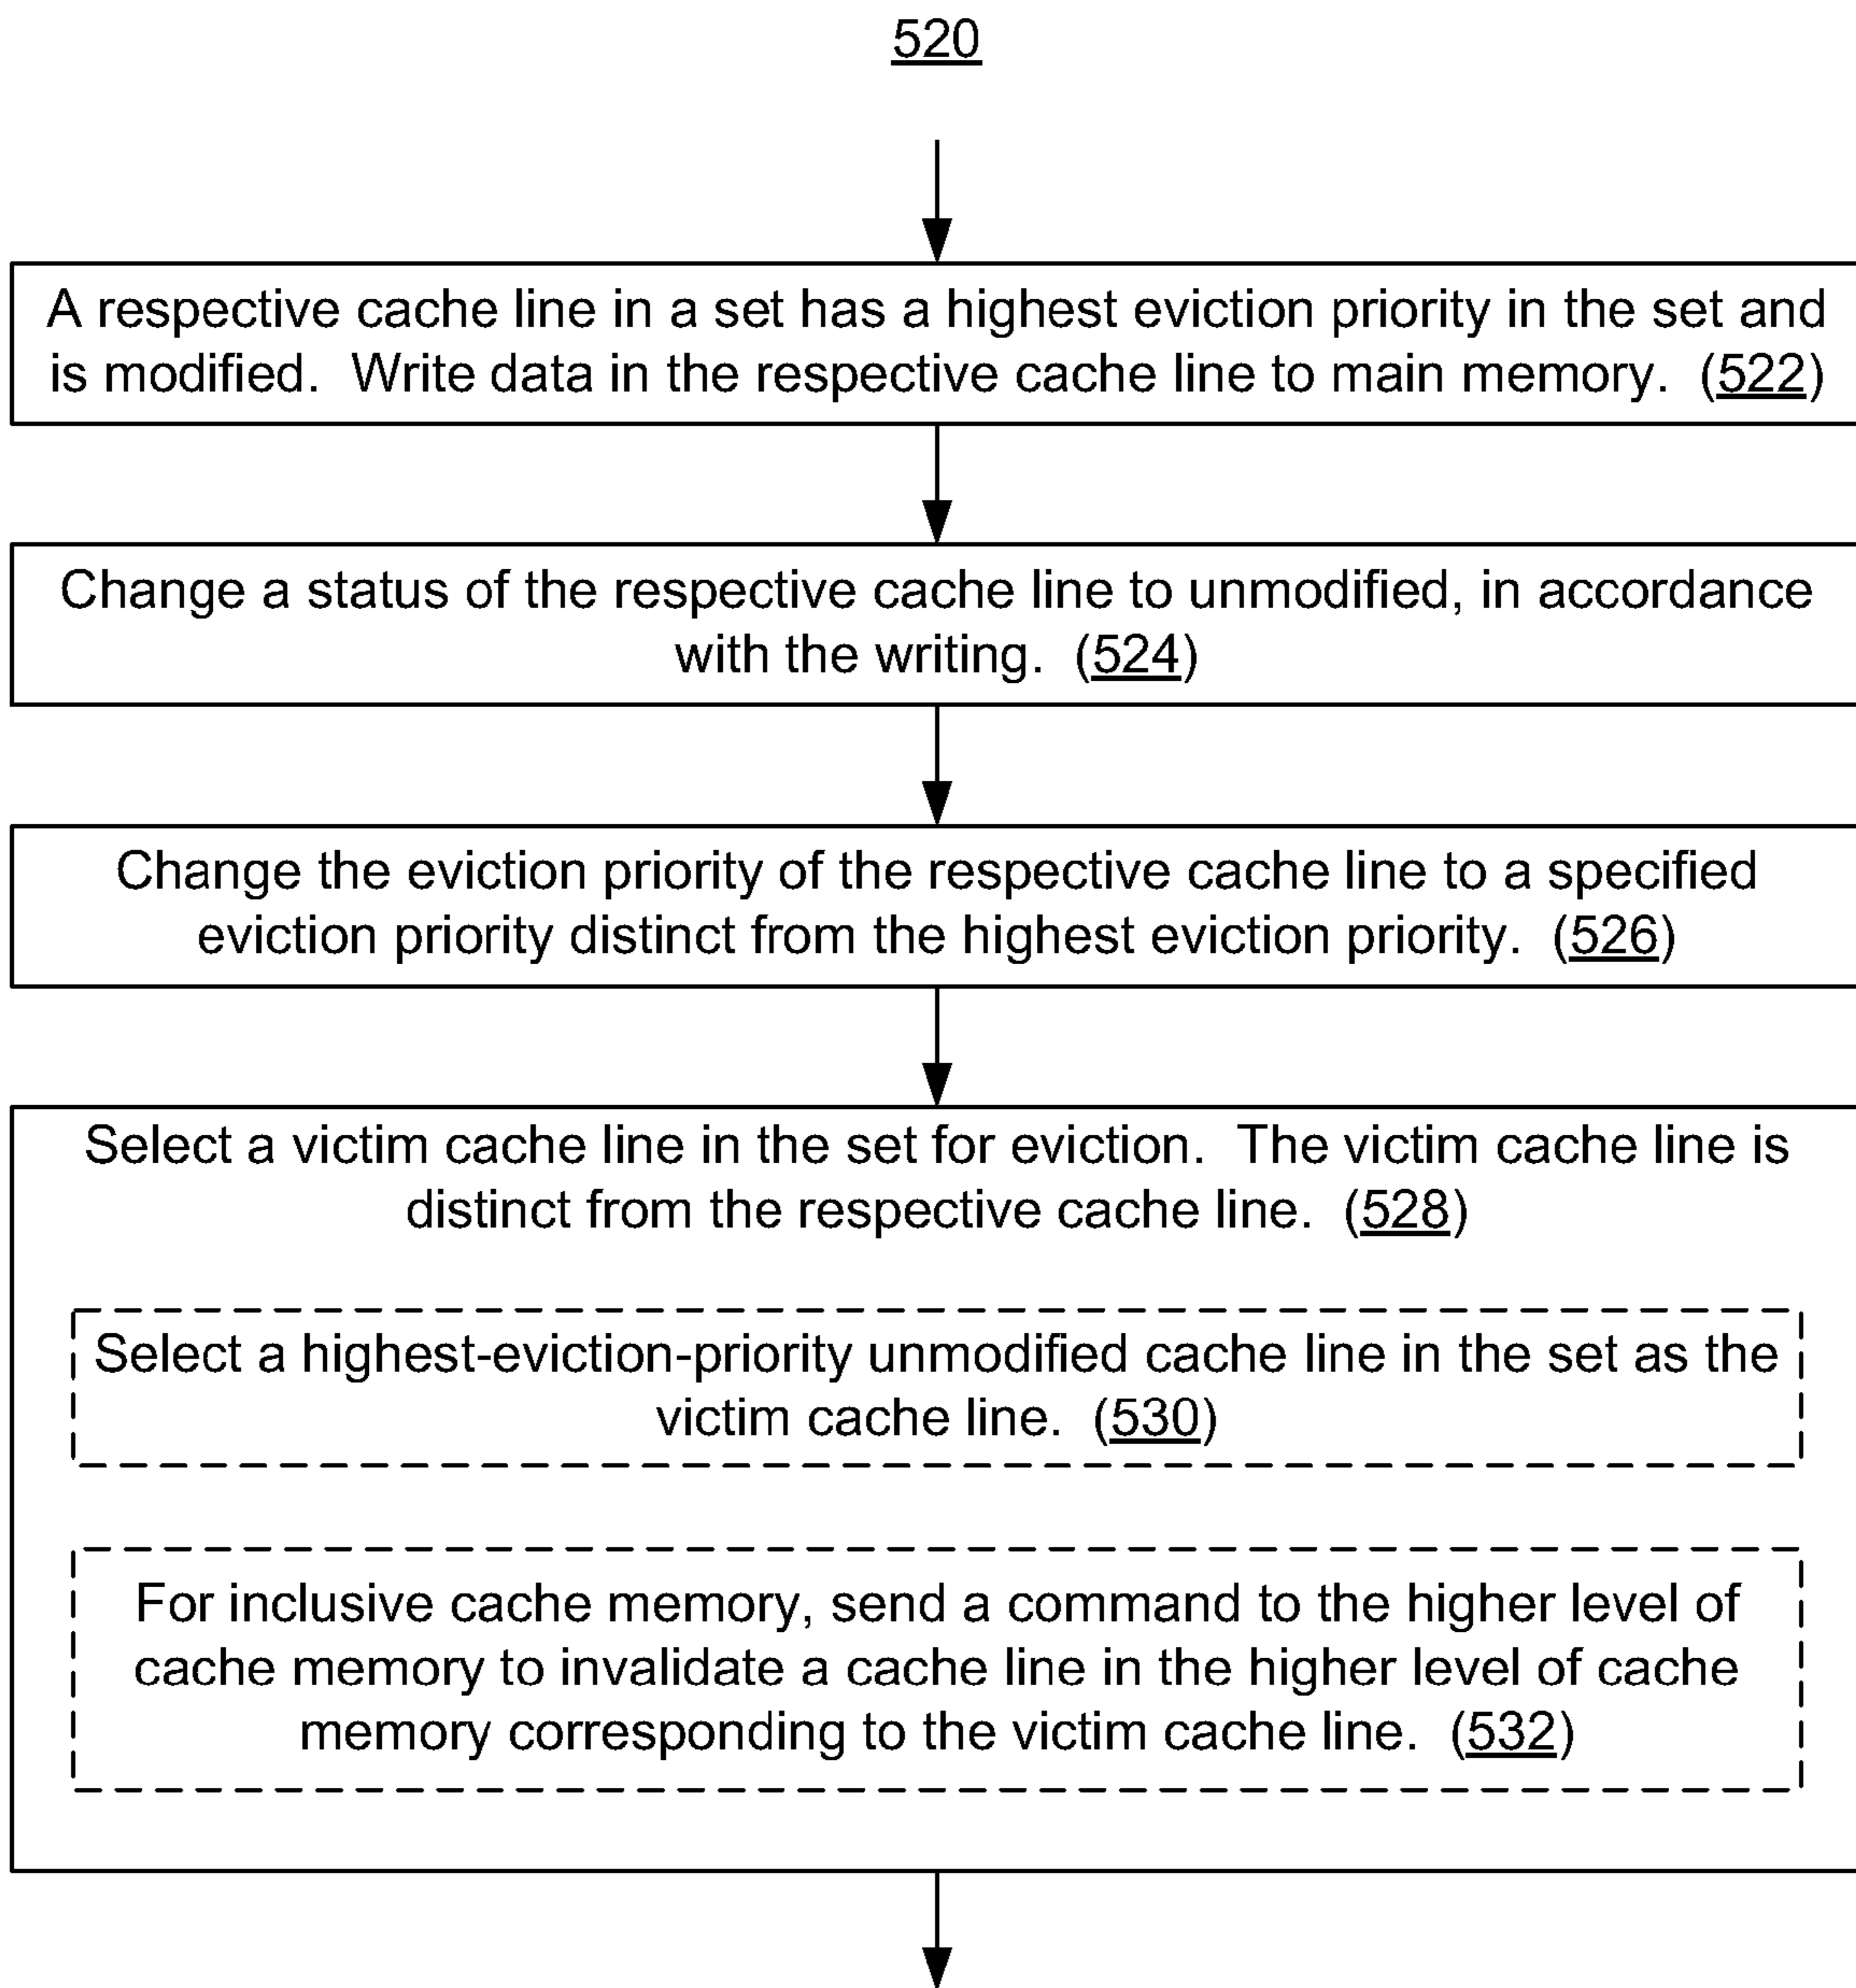 520
A respective cache line in a set has a highest eviction priority in the set and
is modified. Write data in the respective cache line to main memory. (522)
Change a status of the respective cache line to unmodified, in accordance
with the writing. (524)
Change the eviction priority of the respective cache line to a specified
eviction priority distinct from the highest eviction priority. (526)
Select a victim cache line in the set for eviction. The victim cache line is
distinct from the respective cache line. (528)
Select a highest-eviction-priority unmodified cache line in the set as the
victim cache line. (530)
For inclusive cache memory, send a command to the higher level of
cache memory to invalidate a cache line in the higher level of cache
memory corresponding to the victim cache line. (532)